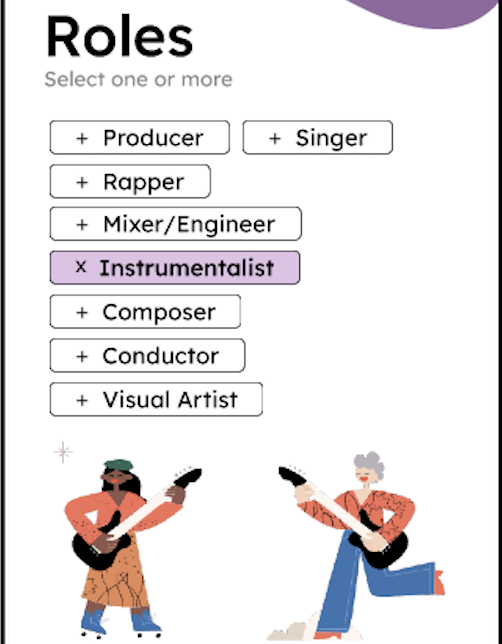 Roles
Select one or more
+ Producer + Singer
+ Rapper
+ Mixer/Engineer
x Instrumentalist
+ Composer
+ Conductor
+ Visual Artist